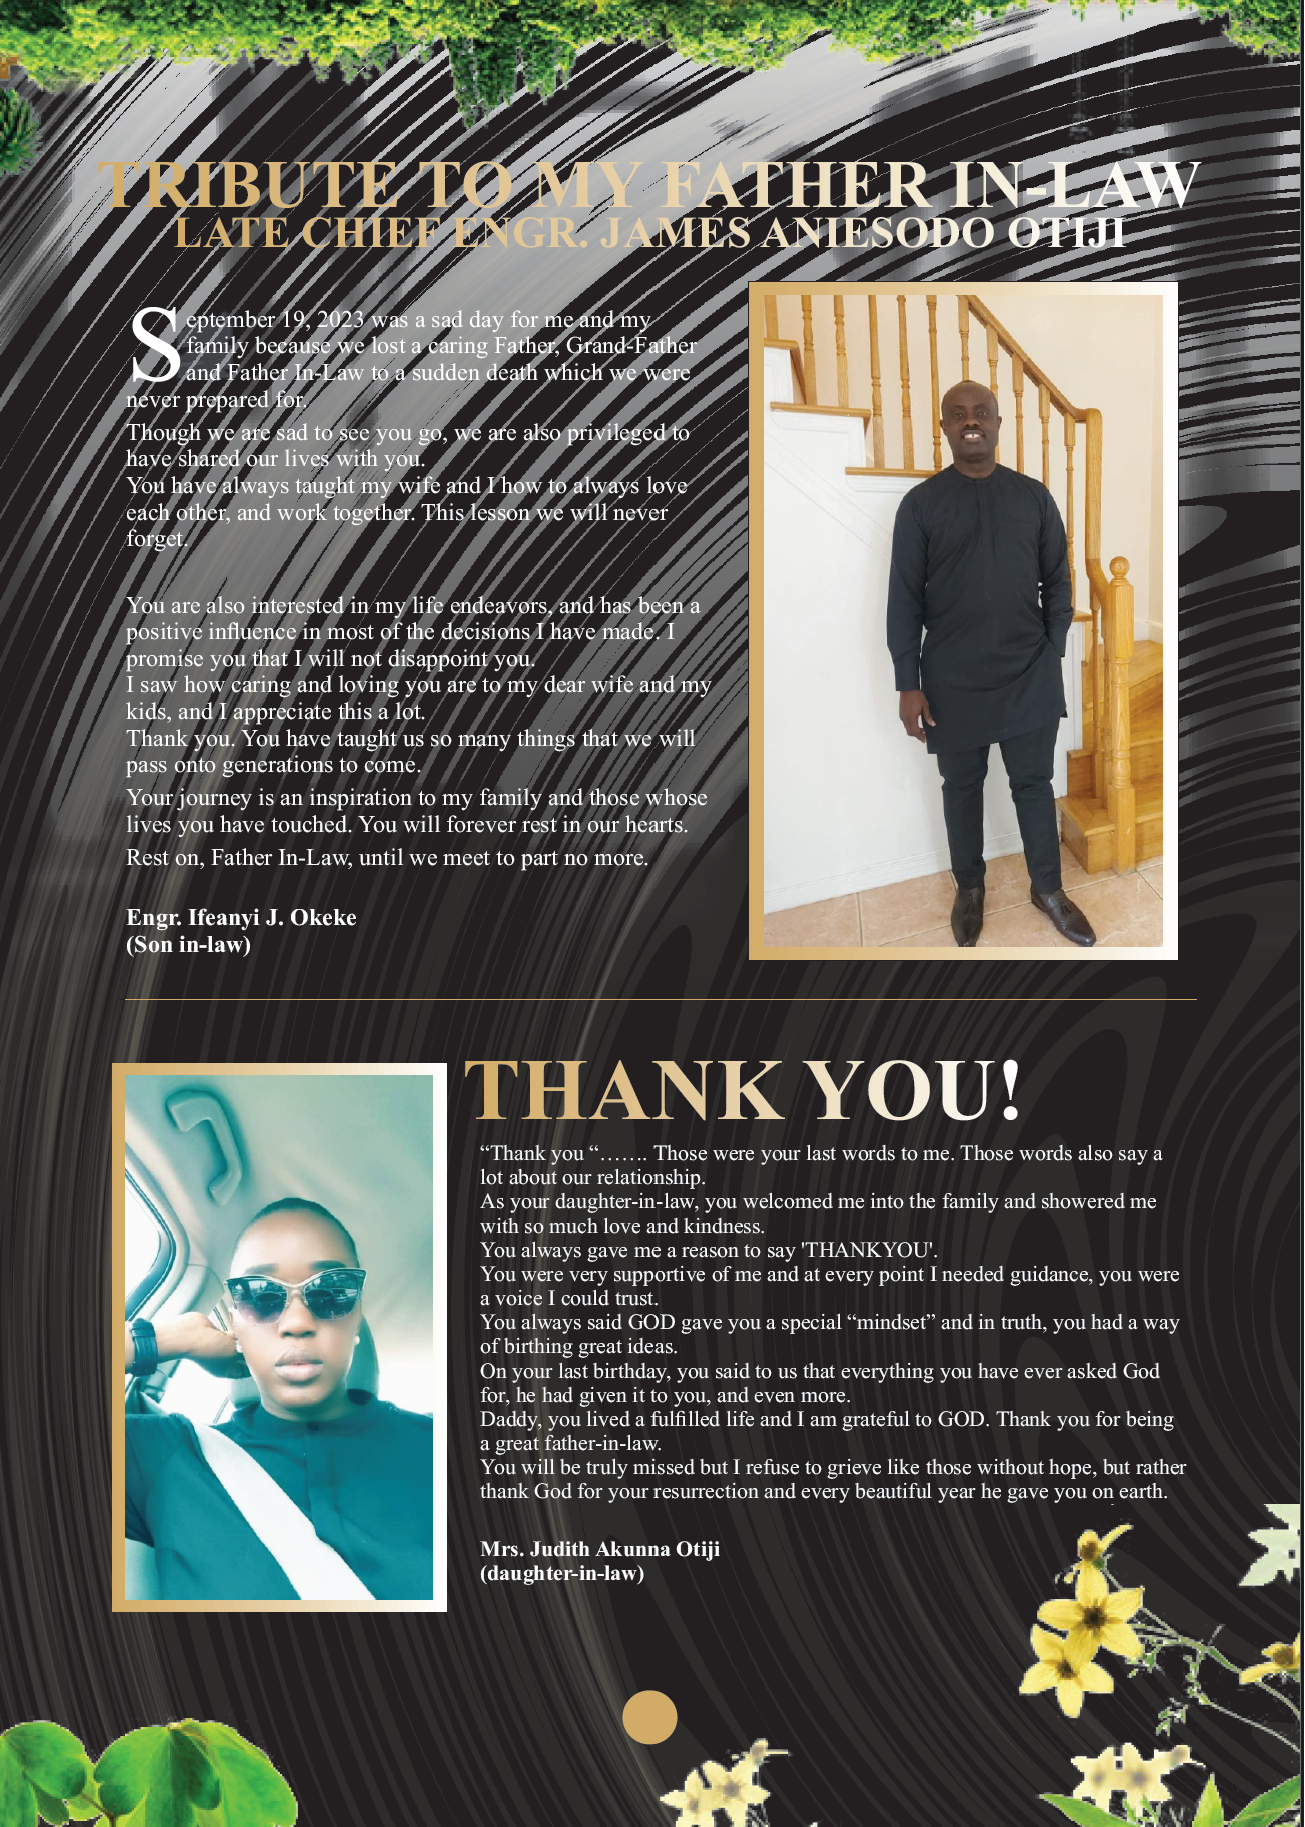 TRIBUTE TO MY FATHER IN-LAW
LATE CHIEF ENGR. JAMES ANIESODO OTIJI
September 19, 2023 was a sad day for me and my
family because we lost a caring Father, Grand-Father
and Father In-Law to a sudden death which we were
never prepared for.
Though we are sad to see you go, we are also privileged to
have shared our lives with you.
You have always taught my wife and I how to always love
each other, and work together. This lesson we will never
forget.
You are also interested in my life endeavors, and has been a
positive influence in most of the decisions I have made. I
promise you that I will not disappoint you.
I saw how caring and loving you are to my dear wife and my
kids, and I appreciate this a lot.
Thank you. You have taught us so many things that we will
pass onto generations to come.
Your journey is an inspiration to my family and those whose
lives you have touched. You will forever rest in our hearts.
Rest on, Father In-Law, until we meet to part no more.
Engr. Ifeanyi J. Okeke
(Son in-law)
THANK YOU!
“Thank you “……. Those were your last words to me. Those words also say a
lot about our relationship.
As your daughter-in-law, you welcomed me into the family and showered me
with so much love and kindness.
You always gave me a reason to say 'THANKYOU'.
You were very supportive of me and at every point I needed guidance, you were
a voice I could trust.
You always said GOD gave you a special “mindset” and in truth, you had a way
of birthing great ideas.
On your last birthday, you said to us that everything you have ever asked God
for, he had given it to you, and even more.
Daddy, you lived a fulfilled life and I am grateful to GOD. Thank you for being
a great father-in-law.
You will be truly missed but I refuse to grieve like those without hope, but rather
thank God for your resurrection and every beautiful year he gave you on earth.
Mrs. Judith Akunna Otiji
(daughter-in-law)